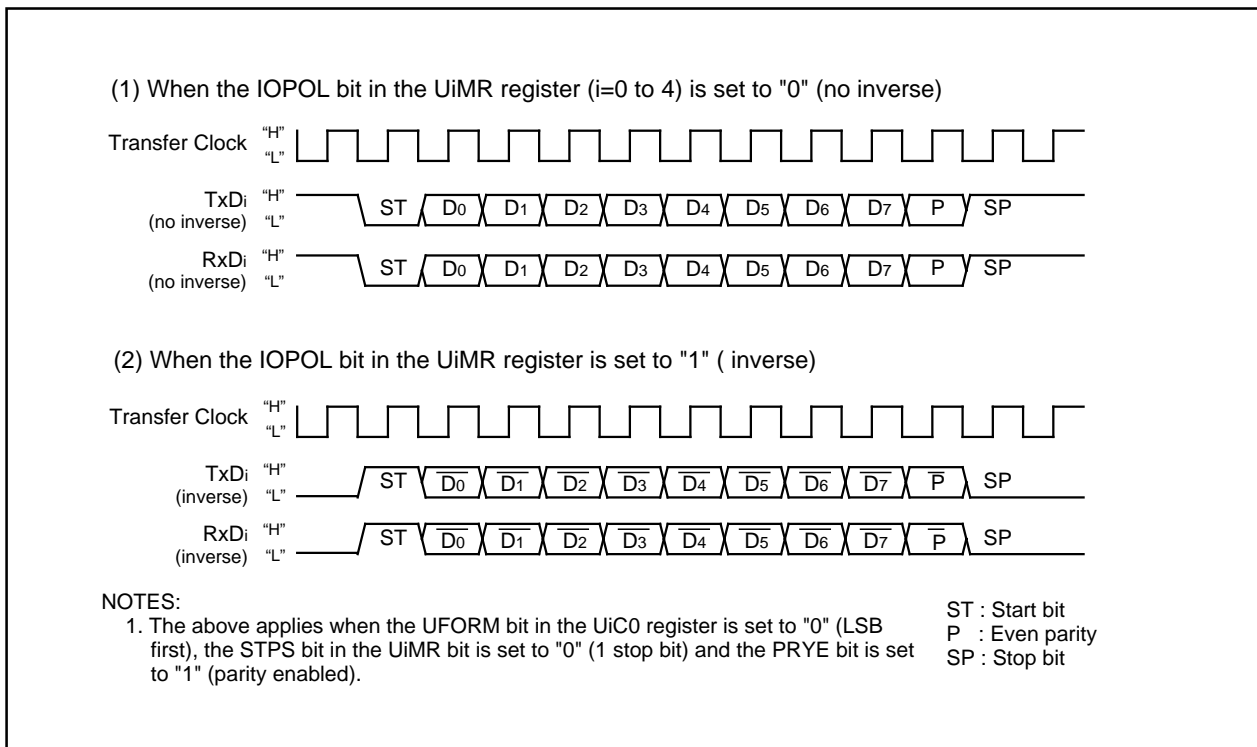 (1) When the IOPOL bit in the UiMR register (i=0 to 4) is set to "0" (no inverse)
Transfer Clock "H"
"L"
TxDi "H"
(no inverse) "L"
ST D0 D1 D2 D3 D4 D5 D6 D7 P SP
RxDi "H"
(no inverse) "L"
ST D0 D1 D2 D3 D4 D5 D6 D7 P SP
(2) When the IOPOL bit in the UiMR register is set to "1" ( inverse)
Transfer Clock "H"
"L"
TxDi "H"
(inverse) "L"
ST D0 D1 D2 D3 D4 D5 D6 D7 P SP
RxDi "H"
(inverse) "L"
ST D0 D1 D2 D3 D4 D5 D6 D7 P SP
NOTES:
1. The above applies when the UFORM bit in the UiC0 register is set to "0" (LSB
first), the STPS bit in the UiMR bit is set to "0" (1 stop bit) and the PRYE bit is set
to "1" (parity enabled).
ST : Start bit
P : Even parity
SP : Stop bit